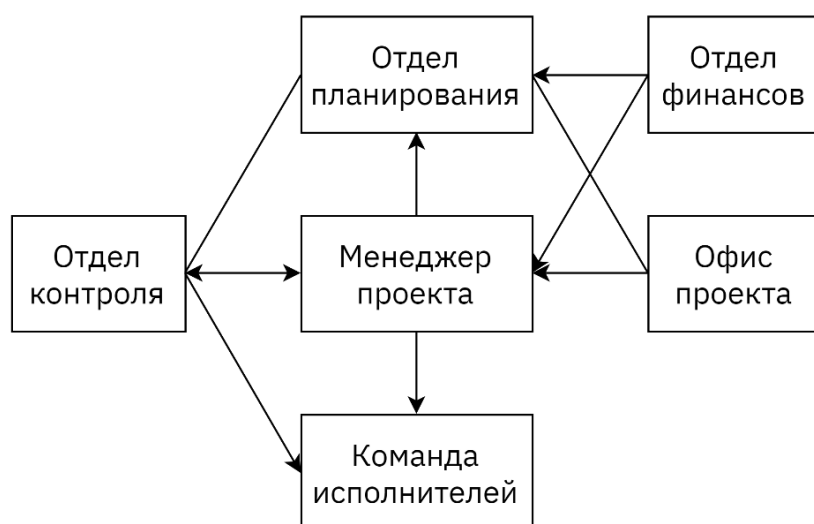 Отдел
планирования
Отдел
финансов
Отдел
контроля
Менеджер
проекта
Офис
проекта
Команда
исполнителей